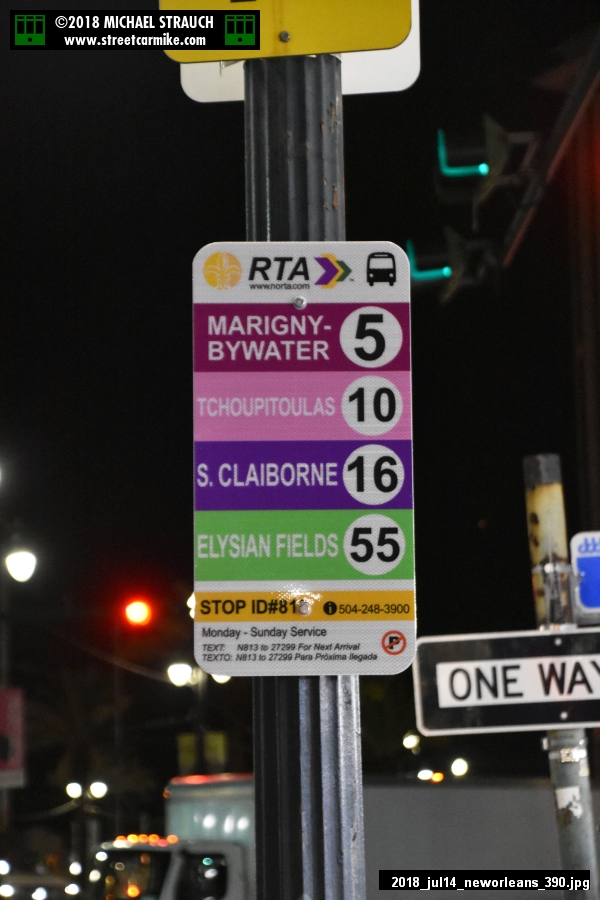 ©2018 MICHAEL STRAUCH
www.streetcarmike.com
RTA
www.norta.com
MARIGNY-
BYWATER
5
TCHOUPITOULAS
10
S. CLAIBORNE
16
ELYSIAN FIELDS
55
STOP ID#81
504-248-3900
Monday - Sunday Service
TEXT: N813 to 27299 For Next Arrival
TEXTO: N813 to 27299 Para Próxima llegada
P
ONE WAY
2018_jul14_neworleans_390.jpg